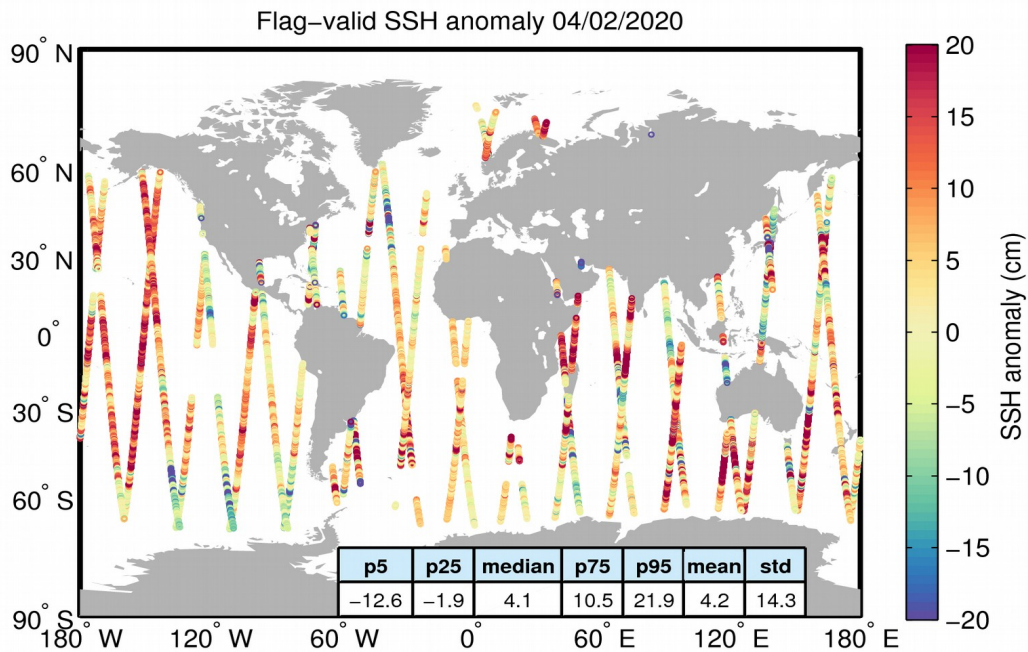 Flag−valid SSH anomaly 04/02/2020
90° N
60° N
30° N
0°
30° S
60° S
90° S
180° W
120° W
60° W
0°
60° E
120° E
180° E
20
15
10
5
0
−5
−10
−15
−20
SSH anomaly (cm)
p5 p25 median p75 p95 mean std
−12.6 −1.9 4.1 10.5 21.9 4.2 14.3